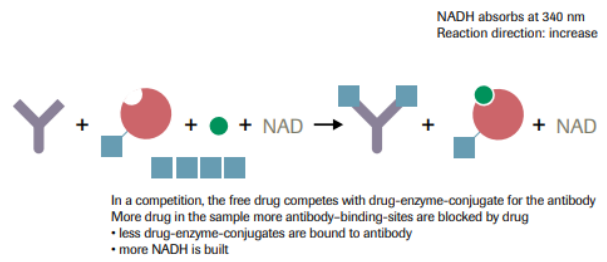 NADH absorbs at 340 nm
Reaction direction: increase
+ + + NAD → + + NAD
In a competition, the free drug competes with drug-enzyme-conjugate for the antibody
More drug in the sample more antibody–binding-sites are blocked by drug
• less drug-enzyme-conjugates are bound to antibody
• more NADH is built